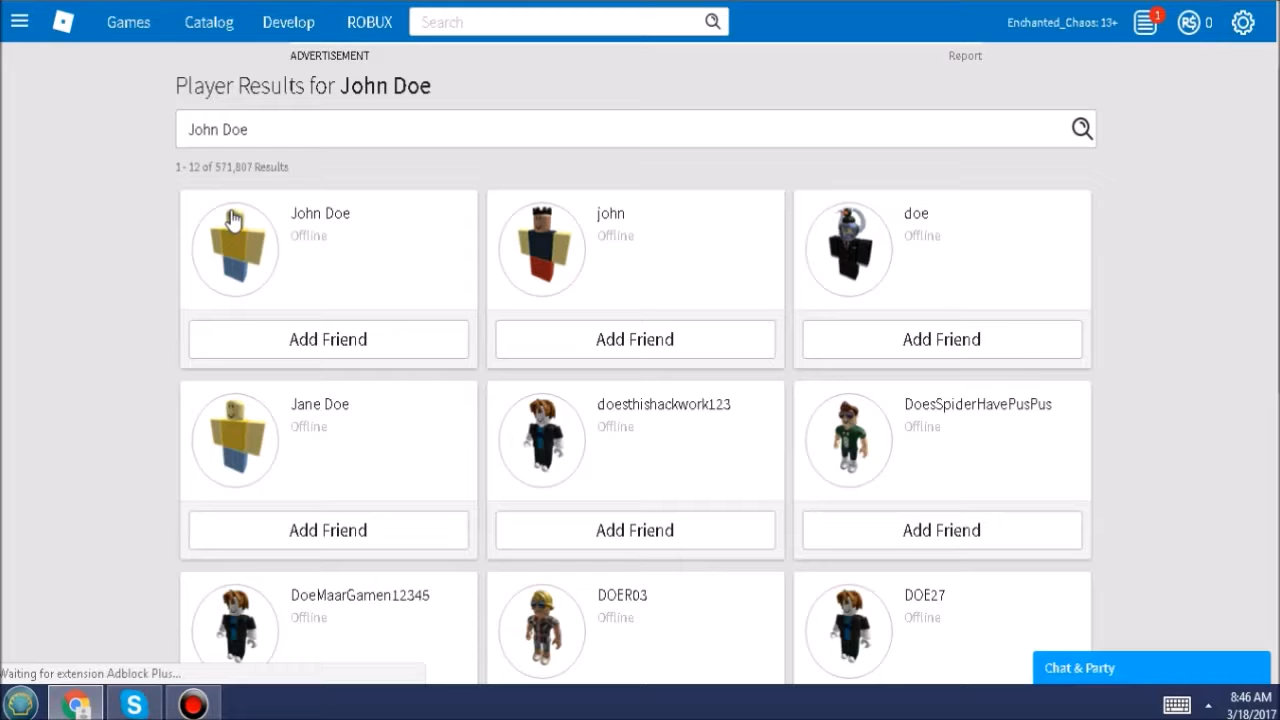 Games Catalog Develop ROBUX Search Enchanted_Chaos: 13+ 1 R$ 0
ADVERTISEMENT Report
Player Results for John Doe
John Doe
1 - 12 of 571,807 Results
John Doe john doe
Offline Offline Offline
Add Friend Add Friend Add Friend
Jane Doe doesthishackwork123 DoesSpiderHavePusPus
Offline Offline Offline
Add Friend Add Friend Add Friend
DoeMaarGamen12345 DOER03 DOE27
Offline Offline Offline
Waiting for extension Adblock Plus... Chat & Party
8:46 AM
3/18/2017